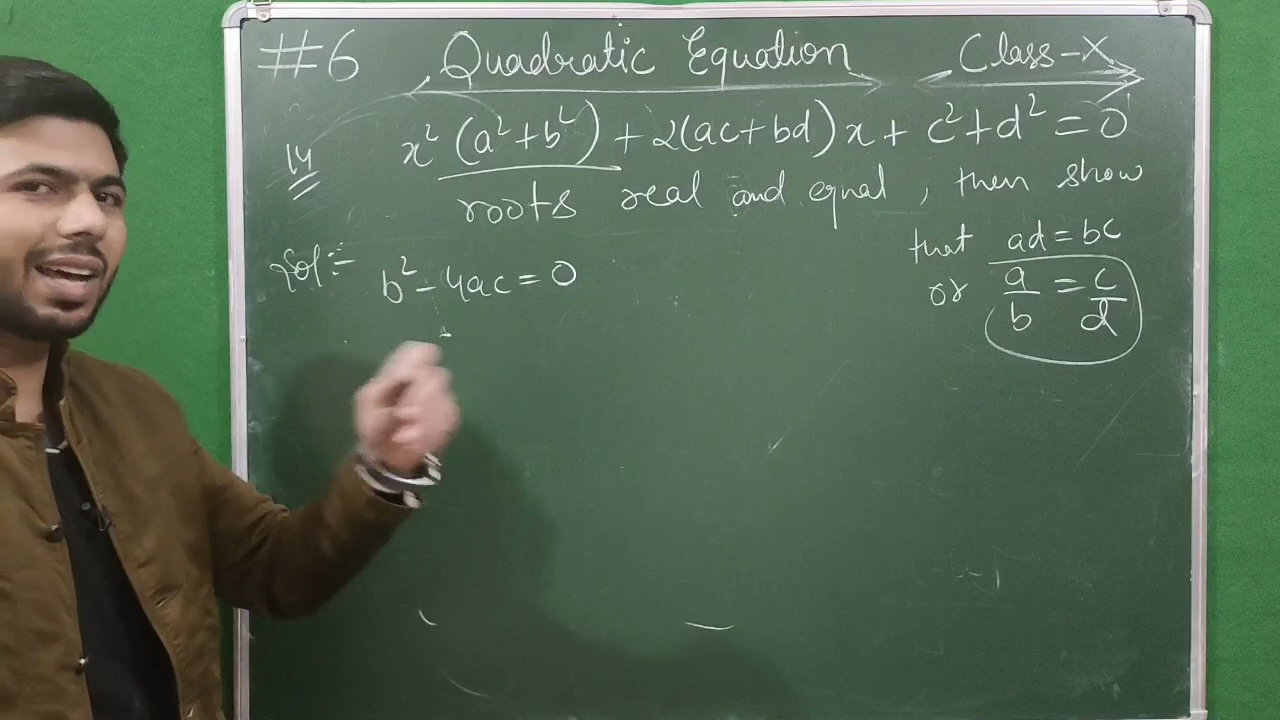 #6 Quadratic Equation Class-X
14 x² (a²+b²) + 2(ac+bd)x + c²+d² = 0
roots real and equal, then show
that ad = bc
or a/b = c/d
Sol:- b² - 4ac = 0